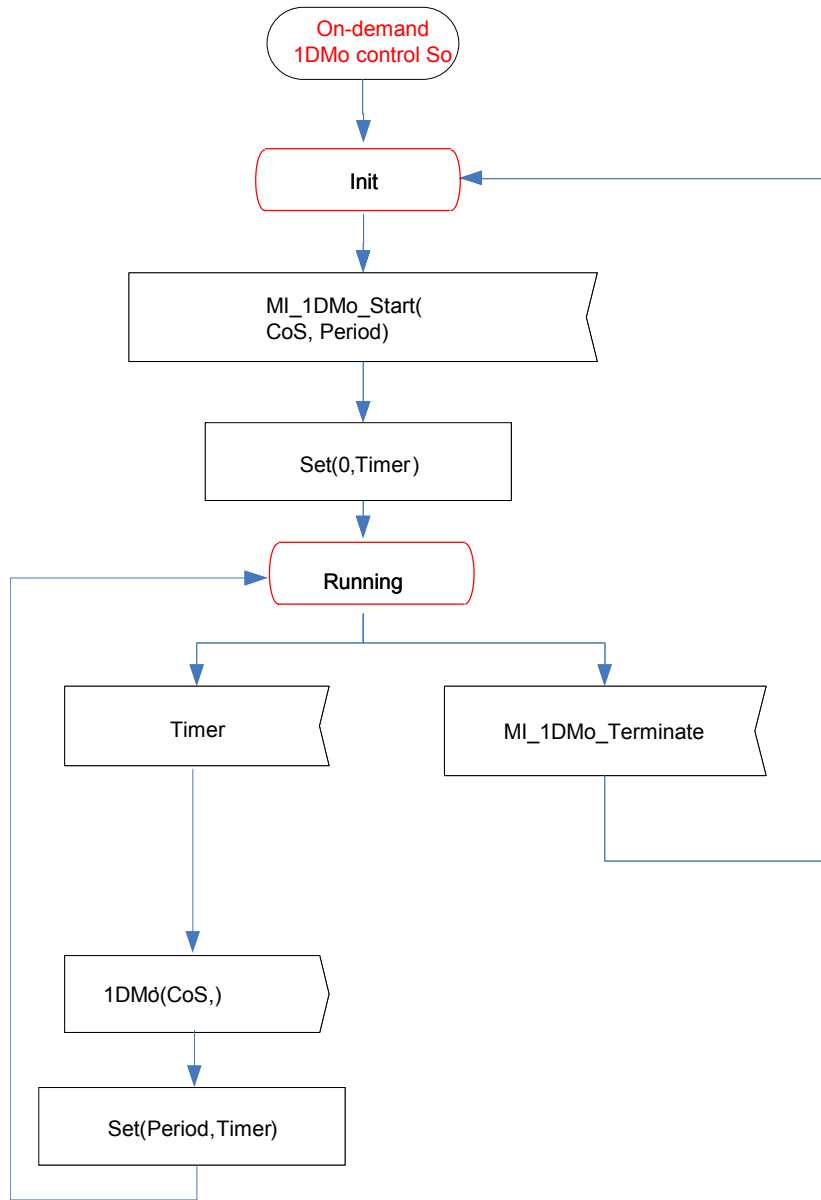 On-demand
1DMo control So
Init
MI_1DMo_Start(
CoS, Period)
Set(0,Timer)
Running
Timer
MI_1DMo_Terminate
1DMo(CoS,)
Set(Period,Timer)